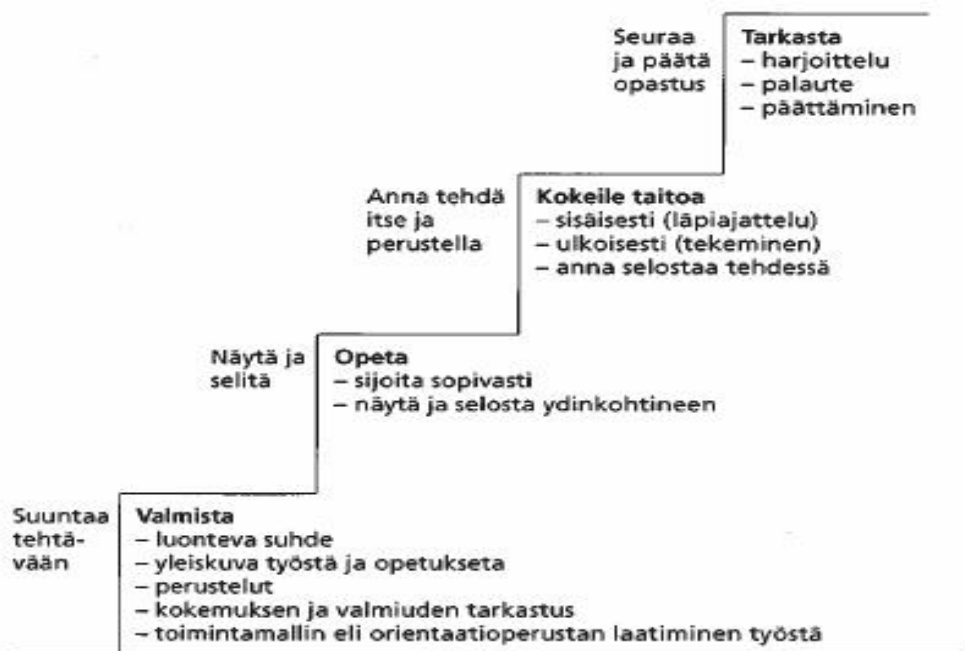 Seuraa
ja päätä
opastus
Tarkasta
– harjoittelu
– palaute
– päättäminen
Anna tehdä
itse ja
perustella
Kokeile taitoa
– sisäisesti (läpiajattelu)
– ulkoisesti (tekeminen)
– anna selostaa tehdessä
Näytä ja
selitä
Opeta
– sijoita sopivasti
– näytä ja selosta ydinkohtineen
Suuntaa
tehtä-
vään
Valmista
– luonteva suhde
– yleiskuva työstä ja opetukseta
– perustelut
– kokemuksen ja valmiuden tarkastus
– toimintamallin eli orientaatioperustan laatiminen työstä